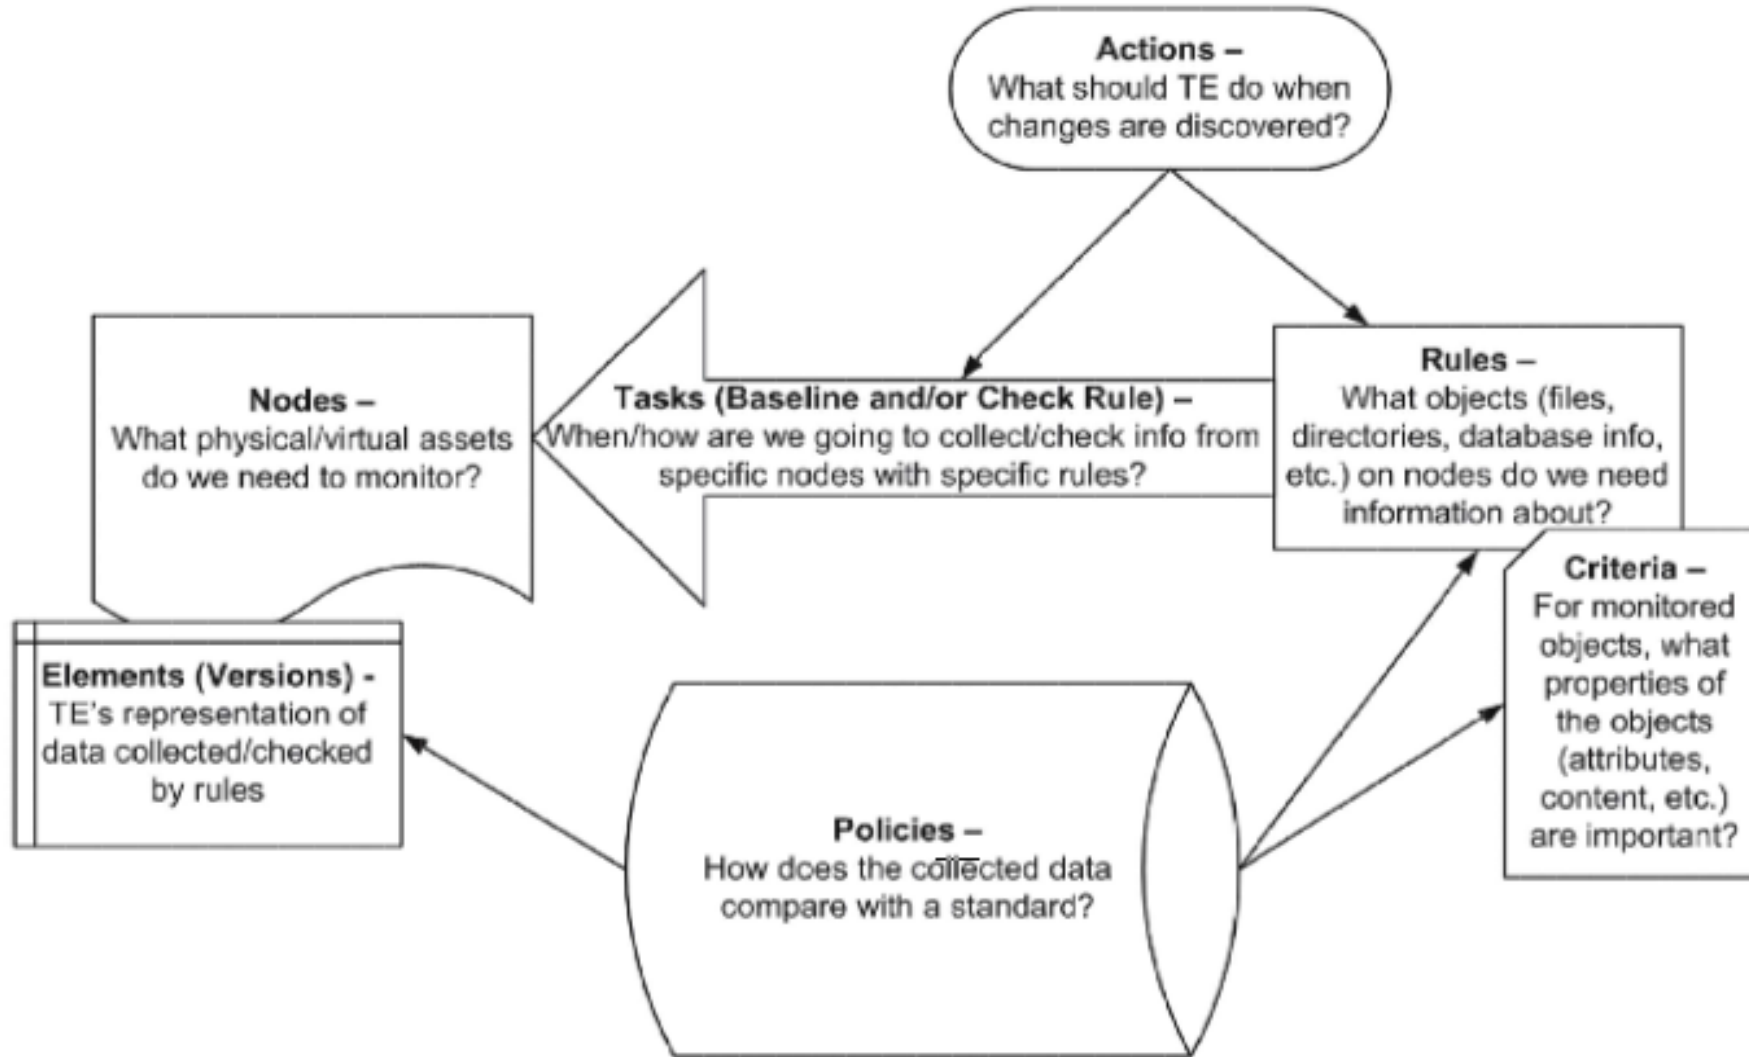 Actions –
What should TE do when
changes are discovered?
Nodes –
What physical/virtual assets
do we need to monitor?
Tasks (Baseline and/or Check Rule) –
When/how are we going to collect/check info from
specific nodes with specific rules?
Rules –
What objects (files,
directories, database info,
etc.) on nodes do we need
information about?
Criteria –
For monitored
objects, what
properties of
the objects
(attributes,
content, etc.)
are important?
Elements (Versions) -
TE's representation of
data collected/checked
by rules
Policies –
How does the collected data
compare with a standard?